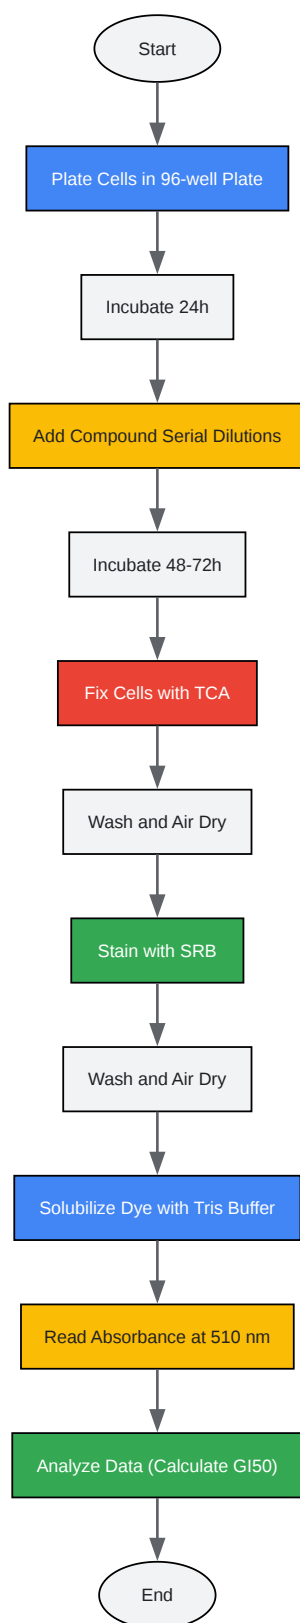 Start
Plate Cells in 96-well Plate
Incubate 24h
Add Compound Serial Dilutions
Incubate 48-72h
Fix Cells with TCA
Wash and Air Dry
Stain with SRB
Wash and Air Dry
Solubilize Dye with Tris Buffer
Read Absorbance at 510 nm
Analyze Data (Calculate GI50)
End